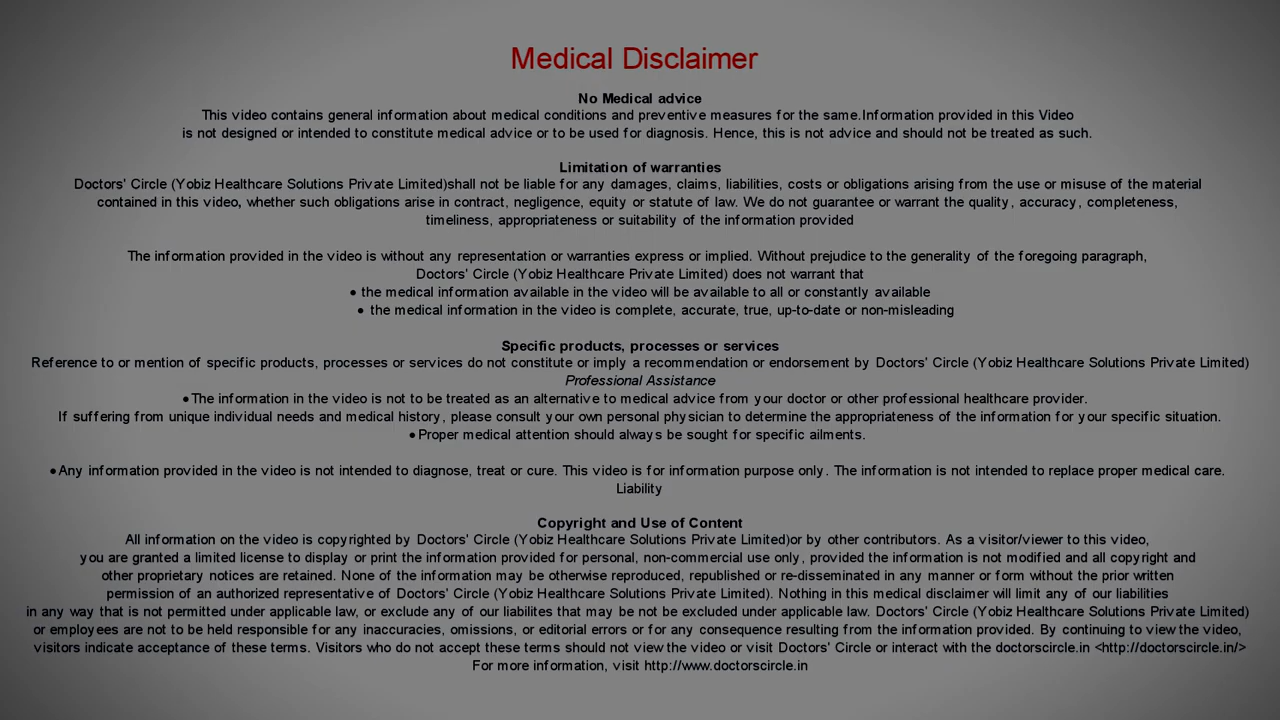 Medical Disclaimer
No Medical advice
This video contains general information about medical conditions and preventive measures for the same.Information provided in this Video
is not designed or intended to constitute medical advice or to be used for diagnosis. Hence, this is not advice and should not be treated as such.
Limitation of warranties
Doctors' Circle (Yobiz Healthcare Solutions Private Limited)shall not be liable for any damages, claims, liabilities, costs or obligations arising from the use or misuse of the material
contained in this video, whether such obligations arise in contract, negligence, equity or statute of law. We do not guarantee or warrant the quality, accuracy, completeness,
timeliness, appropriateness or suitability of the information provided
The information provided in the video is without any representation or warranties express or implied. Without prejudice to the generality of the foregoing paragraph,
Doctors' Circle (Yobiz Healthcare Private Limited) does not warrant that
• the medical information available in the video will be available to all or constantly available
• the medical information in the video is complete, accurate, true, up-to-date or non-misleading
Specific products, processes or services
Reference to or mention of specific products, processes or services do not constitute or imply a recommendation or endorsement by Doctors' Circle (Yobiz Healthcare Solutions Private Limited)
Professional Assistance
•The information in the video is not to be treated as an alternative to medical advice from your doctor or other professional healthcare provider.
If suffering from unique individual needs and medical history, please consult your own personal physician to determine the appropriateness of the information for your specific situation.
•Proper medical attention should always be sought for specific ailments.
•Any information provided in the video is not intended to diagnose, treat or cure. This video is for information purpose only. The information is not intended to replace proper medical care.
Liability
Copyright and Use of Content
All information on the video is copyrighted by Doctors' Circle (Yobiz Healthcare Solutions Private Limited)or by other contributors. As a visitor/viewer to this video,
you are granted a limited license to display or print the information provided for personal, non-commercial use only, provided the information is not modified and all copyright and
other proprietary notices are retained. None of the information may be otherwise reproduced, republished or re-disseminated in any manner or form without the prior written
permission of an authorized representative of Doctors' Circle (Yobiz Healthcare Solutions Private Limited). Nothing in this medical disclaimer will limit any of our liabilities
in any way that is not permitted under applicable law, or exclude any of our liabilites that may be not be excluded under applicable law. Doctors' Circle (Yobiz Healthcare Solutions Private Limited)
or employees are not to be held responsible for any inaccuracies, omissions, or editorial errors or for any consequence resulting from the information provided. By continuing to view the video,
visitors indicate acceptance of these terms. Visitors who do not accept these terms should not view the video or visit Doctors' Circle or interact with the doctorscircle.in <http://doctorscircle.in/>
For more information, visit http://www.doctorscircle.in